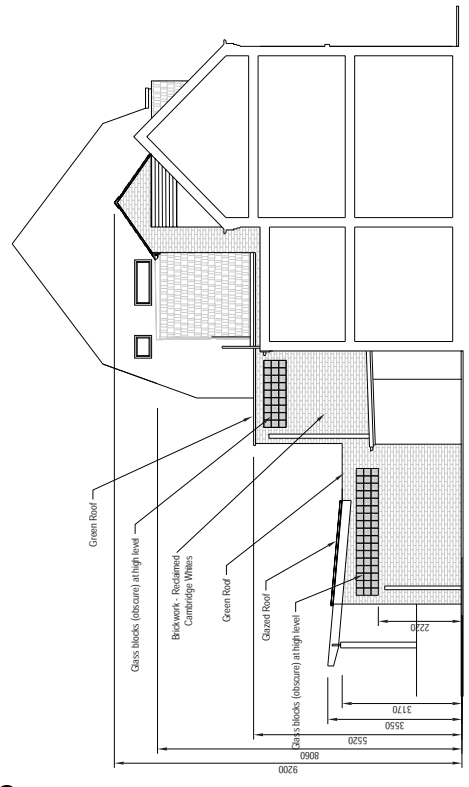 Green Roof
Glass blocks (obscure) at high level
Brickwork - Reclaimed
Cambridge Whites
Green Roof
Glazed Roof
Glass blocks (obscure) at high level
2220
3170
3550
5520
8060
9200